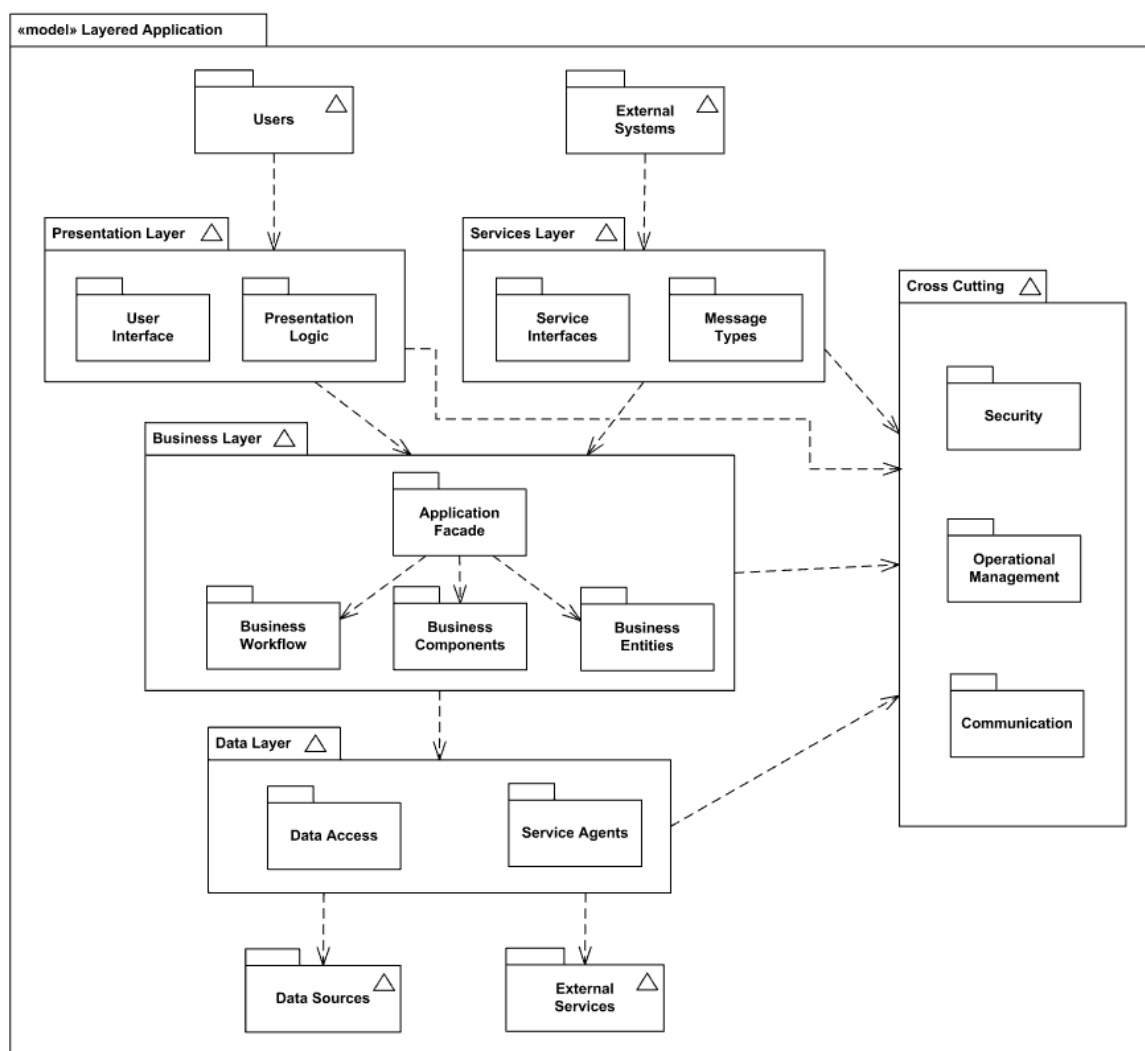 «model» Layered Application
Users
External
Systems
Presentation Layer
User
Interface
Presentation
Logic
Services Layer
Service
Interfaces
Message
Types
Cross Cutting
Security
Operational
Management
Communication
Business Layer
Application
Facade
Business
Workflow
Business
Components
Business
Entities
Data Layer
Data Access
Service Agents
Data Sources
External
Services